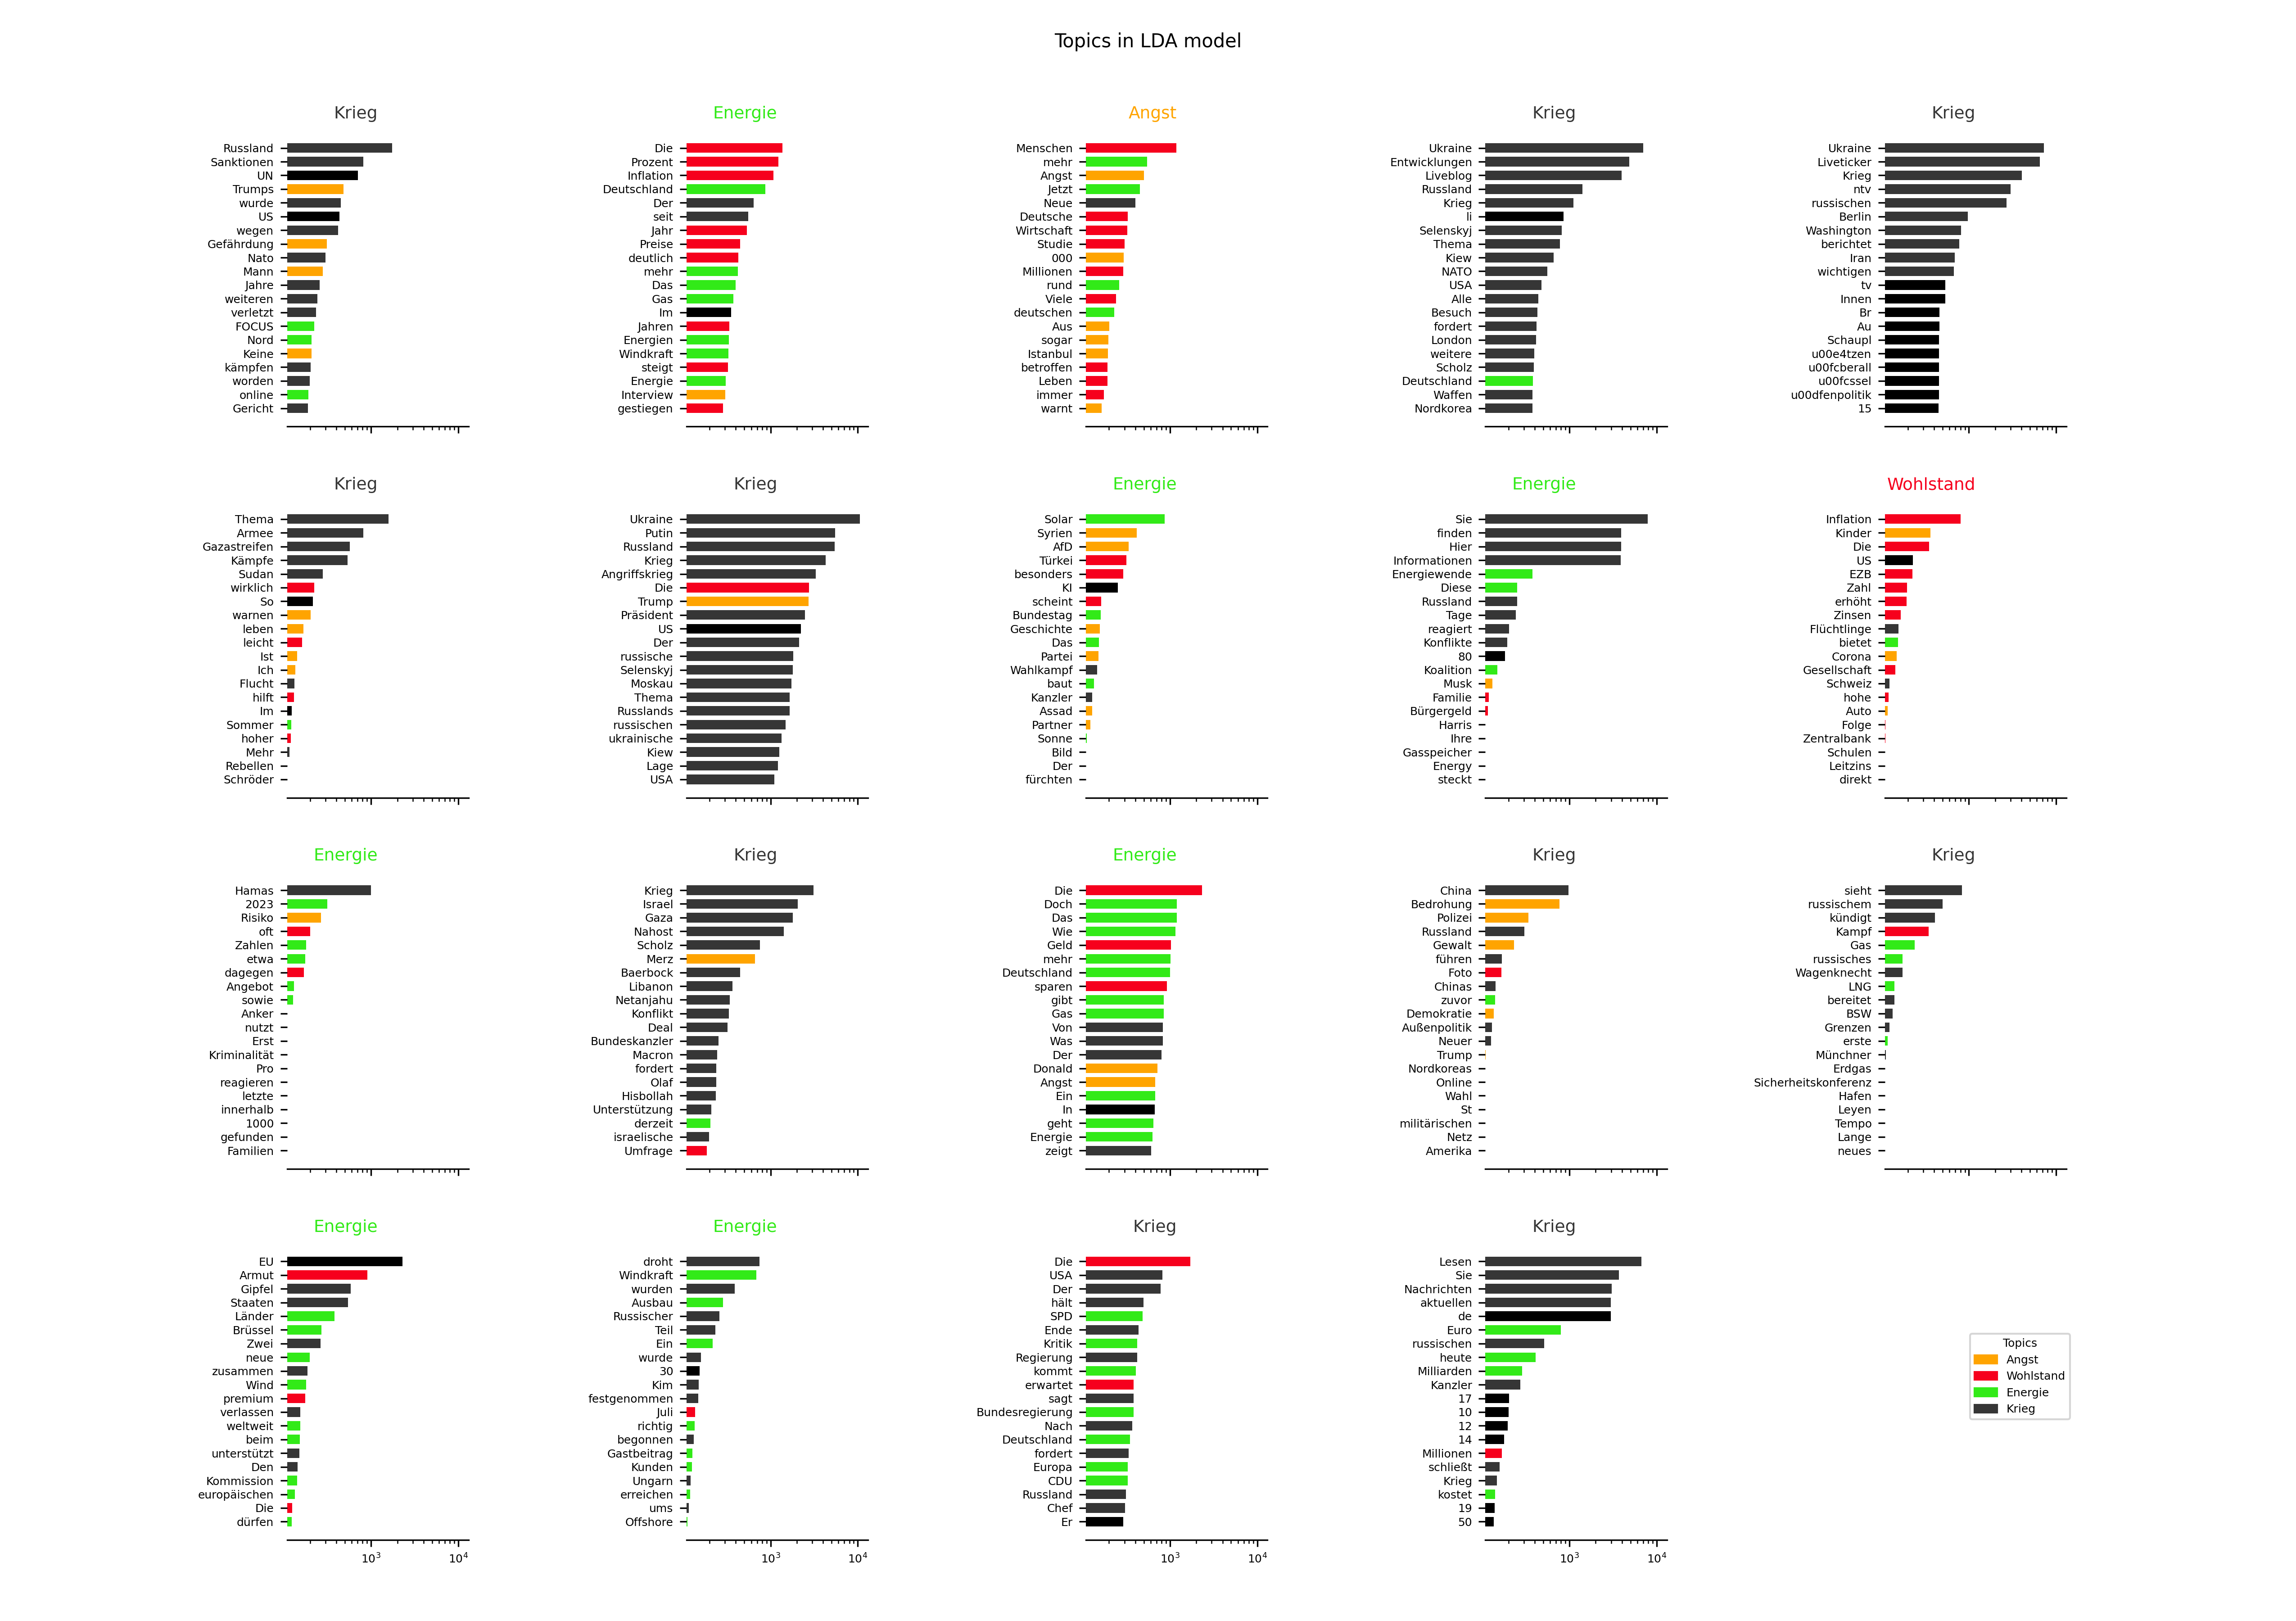 Topics in LDA model
Krieg
Russland
Sanktionen
UN
Trumps
wurde
US
wegen
Gefährdung
Nato
Mann
Jahre
weiteren
verletzt
FOCUS
Nord
Keine
kämpfen
worden
online
Gericht
Energie
Die
Prozent
Inflation
Deutschland
Der
seit
Jahr
Preise
deutlich
mehr
Das
Gas
Im
Jahren
Energien
Windkraft
steigt
Energie
Interview
gestiegen
Angst
Menschen
mehr
Angst
Jetzt
Neue
Deutsche
Wirtschaft
Studie
000
Millionen
rund
Viele
deutschen
Aus
sogar
Istanbul
betroffen
Leben
immer
warnt
Krieg
Ukraine
Entwicklungen
Liveblog
Russland
Krieg
li
Selenskyj
Thema
Kiew
NATO
USA
Alle
Besuch
fordert
London
weitere
Scholz
Deutschland
Waffen
Nordkorea
Krieg
Ukraine
Liveticker
Krieg
ntv
russischen
Berlin
Washington
berichtet
Iran
wichtigen
tv
Innen
Br
Au
Schaupl
u00e4tzen
u00fcberall
u00fcssel
u00dfenpolitik
15
Krieg
Thema
Armee
Gazastreifen
Kämpfe
Sudan
wirklich
So
warnen
leben
leicht
Ist
Ich
Flucht
hilft
Im
Sommer
hoher
Mehr
Rebellen
Schröder
Krieg
Ukraine
Putin
Russland
Krieg
Angriffskrieg
Die
Trump
Präsident
US
Der
russische
Selenskyj
Moskau
Thema
Russlands
russischen
ukrainische
Kiew
Lage
USA
Energie
Solar
Syrien
AfD
Türkei
besonders
KI
scheint
Bundestag
Geschichte
Das
Partei
Wahlkampf
baut
Kanzler
Assad
Partner
Sonne
Bild
Der
fürchten
Energie
Sie
finden
Hier
Informationen
Energiewende
Diese
Russland
Tage
reagiert
Konflikte
80
Koalition
Musk
Familie
Bürgergeld
Harris
Ihre
Gasspeicher
Energy
steckt
Wohlstand
Inflation
Kinder
Die
US
EZB
Zahl
erhöht
Zinsen
Flüchtlinge
bietet
Corona
Gesellschaft
Schweiz
hohe
Auto
Folge
Zentralbank
Schulen
Leitzins
direkt
Energie
Hamas
2023
Risiko
oft
Zahlen
etwa
dagegen
Angebot
sowie
Anker
nutzt
Erst
Kriminalität
Pro
reagieren
letzte
innerhalb
1000
gefunden
Familien
Krieg
Krieg
Israel
Gaza
Nahost
Scholz
Merz
Baerbock
Libanon
Netanjahu
Konflikt
Deal
Bundeskanzler
Macron
fordert
Olaf
Hisbollah
Unterstützung
derzeit
israelische
Umfrage
Energie
Die
Doch
Das
Wie
Geld
mehr
Deutschland
sparen
gibt
Gas
Von
Was
Der
Donald
Angst
Ein
In
geht
Energie
zeigt
Krieg
China
Bedrohung
Polizei
Russland
Gewalt
führen
Foto
Chinas
zuvor
Demokratie
Außenpolitik
Neuer
Trump
Nordkoreas
Online
Wahl
St
militärischen
Netz
Amerika
Krieg
sieht
russischem
kündigt
Kampf
Gas
russisches
Wagenknecht
LNG
bereitet
BSW
Grenzen
erste
Münchner
Erdgas
Sicherheitskonferenz
Hafen
Leyen
Tempo
Lange
neues
Energie
EU
Armut
Gipfel
Staaten
Länder
Brüssel
Zwei
neue
zusammen
Wind
premium
verlassen
weltweit
beim
unterstützt
Den
Kommission
europäischen
Die
dürfen
10³ 10⁴
Energie
droht
Windkraft
wurden
Ausbau
Russischer
Teil
Ein
wurde
30
Kim
festgenommen
Juli
richtig
begonnen
Gastbeitrag
Kunden
Ungarn
erreichen
ums
Offshore
10³ 10⁴
Krieg
Die
USA
Der
hält
SPD
Ende
Kritik
Regierung
kommt
erwartet
sagt
Bundesregierung
Nach
Deutschland
fordert
Europa
CDU
Russland
Chef
Er
10³ 10⁴
Krieg
Lesen
Sie
Nachrichten
aktuellen
de
Euro
russischen
heute
Milliarden
Kanzler
17
10
12
14
Millionen
schließt
Krieg
kostet
19
50
10³ 10⁴
Topics
Angst
Wohlstand
Energie
Krieg